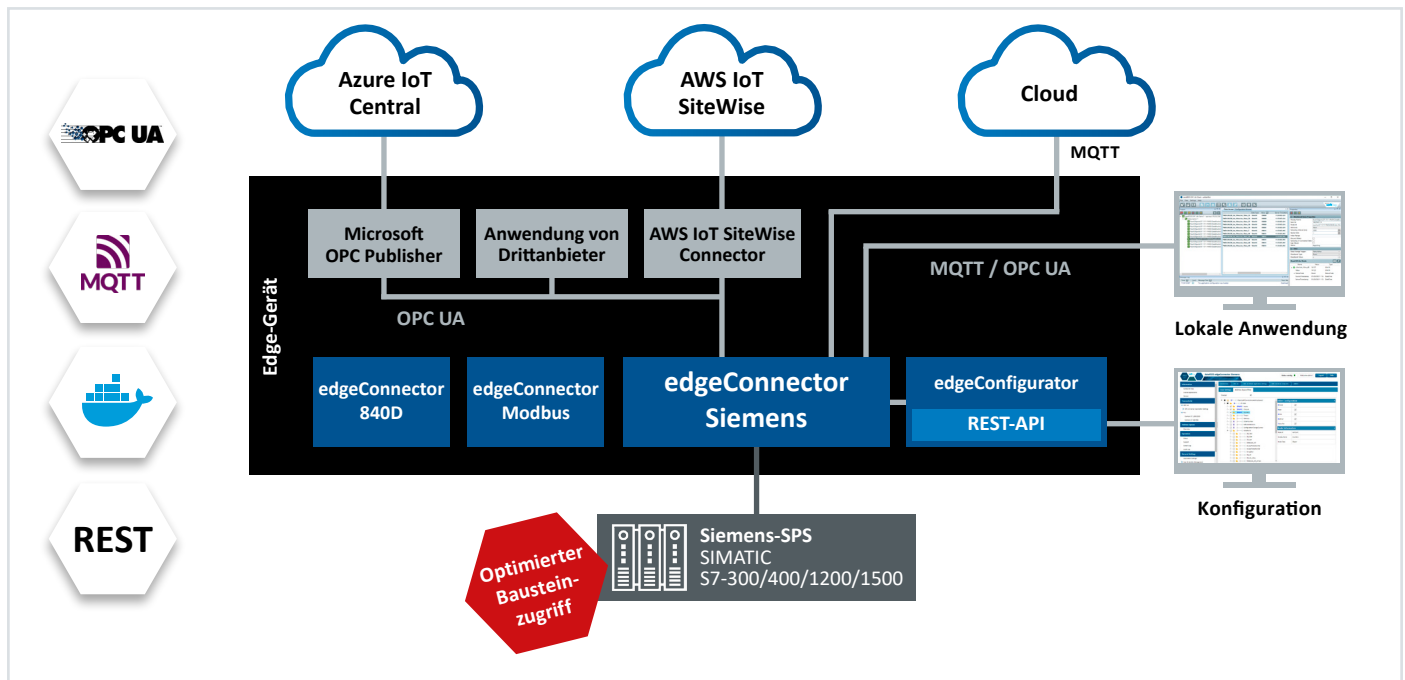 Azure IoT
Central
AWS IoT
SiteWise
Cloud
MQTT
OPC UA
MQTT
REST
Edge-Gerät
Microsoft
OPC Publisher
Anwendung von
Drittanbieter
AWS IoT SiteWise
Connector
OPC UA
MQTT / OPC UA
edgeConnector
840D
edgeConnector
Modbus
edgeConnector
Siemens
edgeConfigurator
REST-API
Lokale Anwendung
Konfiguration
Optimierter
Baustein-
zugriff
Siemens-SPS
SIMATIC
S7-300/400/1200/1500